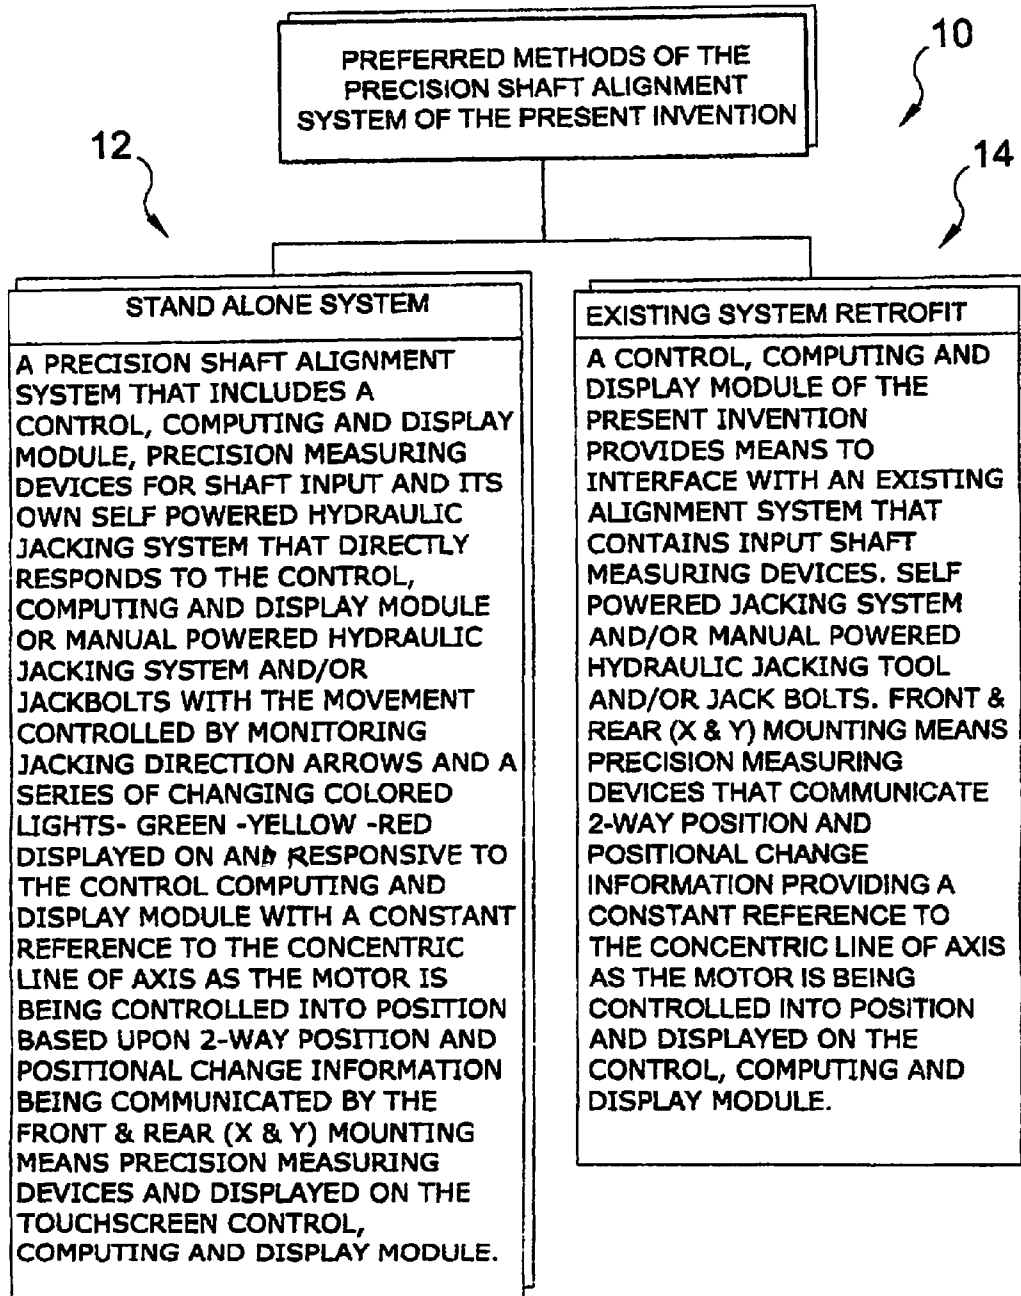 PREFERRED METHODS OF THE
PRECISION SHAFT ALIGNMENT
SYSTEM OF THE PRESENT INVENTION
10
12
14
STAND ALONE SYSTEM
A PRECISION SHAFT ALIGNMENT
SYSTEM THAT INCLUDES A
CONTROL, COMPUTING AND DISPLAY
MODULE, PRECISION MEASURING
DEVICES FOR SHAFT INPUT AND ITS
OWN SELF POWERED HYDRAULIC
JACKING SYSTEM THAT DIRECTLY
RESPONDS TO THE CONTROL,
COMPUTING AND DISPLAY MODULE
OR MANUAL POWERED HYDRAULIC
JACKING SYSTEM AND/OR
JACKBOLTS WITH THE MOVEMENT
CONTROLLED BY MONITORING
JACKING DIRECTION ARROWS AND A
SERIES OF CHANGING COLORED
LIGHTS- GREEN -YELLOW -RED
DISPLAYED ON AND RESPONSIVE TO
THE CONTROL COMPUTING AND
DISPLAY MODULE WITH A CONSTANT
REFERENCE TO THE CONCENTRIC
LINE OF AXIS AS THE MOTOR IS
BEING CONTROLLED INTO POSITION
BASED UPON 2-WAY POSITION AND
POSITIONAL CHANGE INFORMATION
BEING COMMUNICATED BY THE
FRONT & REAR (X & Y) MOUNTING
MEANS PRECISION MEASURING
DEVICES AND DISPLAYED ON THE
TOUCHSCREEN CONTROL,
COMPUTING AND DISPLAY MODULE.
EXISTING SYSTEM RETROFIT
A CONTROL, COMPUTING AND
DISPLAY MODULE OF THE
PRESENT INVENTION
PROVIDES MEANS TO
INTERFACE WITH AN EXISTING
ALIGNMENT SYSTEM THAT
CONTAINS INPUT SHAFT
MEASURING DEVICES. SELF
POWERED JACKING SYSTEM
AND/OR MANUAL POWERED
HYDRAULIC JACKING TOOL
AND/OR JACK BOLTS. FRONT &
REAR (X & Y) MOUNTING MEANS
PRECISION MEASURING
DEVICES THAT COMMUNICATE
2-WAY POSITION AND
POSITIONAL CHANGE
INFORMATION PROVIDING A
CONSTANT REFERENCE TO
THE CONCENTRIC LINE OF AXIS
AS THE MOTOR IS BEING
CONTROLLED INTO POSITION
AND DISPLAYED ON THE
CONTROL, COMPUTING AND
DISPLAY MODULE.